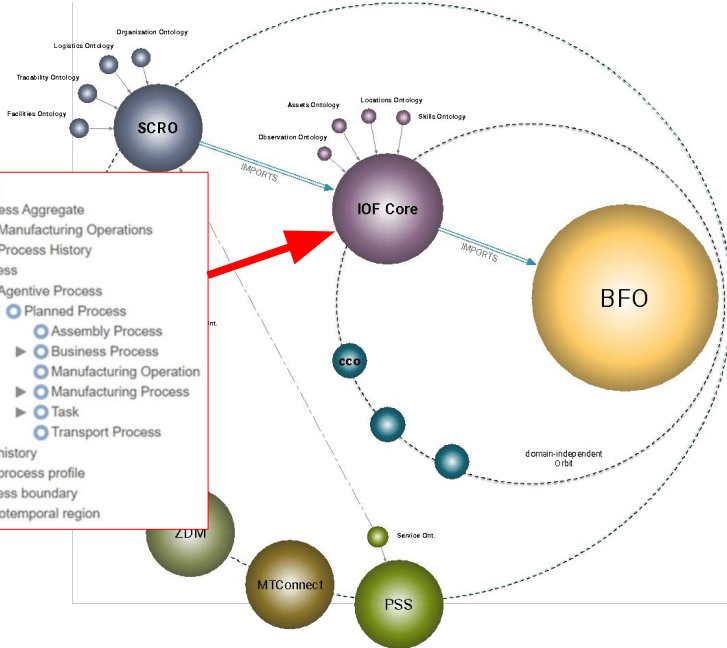 Organization Ontology
Logistics Ontology
Tracability Ontology
Facilities Ontology
SCRO
Assets Ontology
Locations Ontology
Skills Ontology
Observation Ontology
IMPORTS
IOF Core
IMPORTS
BFO
ess Aggregate
Manufacturing Operations
Process History
ess
Agentive Process
Planned Process
Assembly Process
Business Process
Manufacturing Operation
Manufacturing Process
Task
Transport Process
history
process profile
ess boundary
otemporal region
nt.
cco
domain-independent
Orbit
ZDM
MTConnect
Service Ont.
PSS